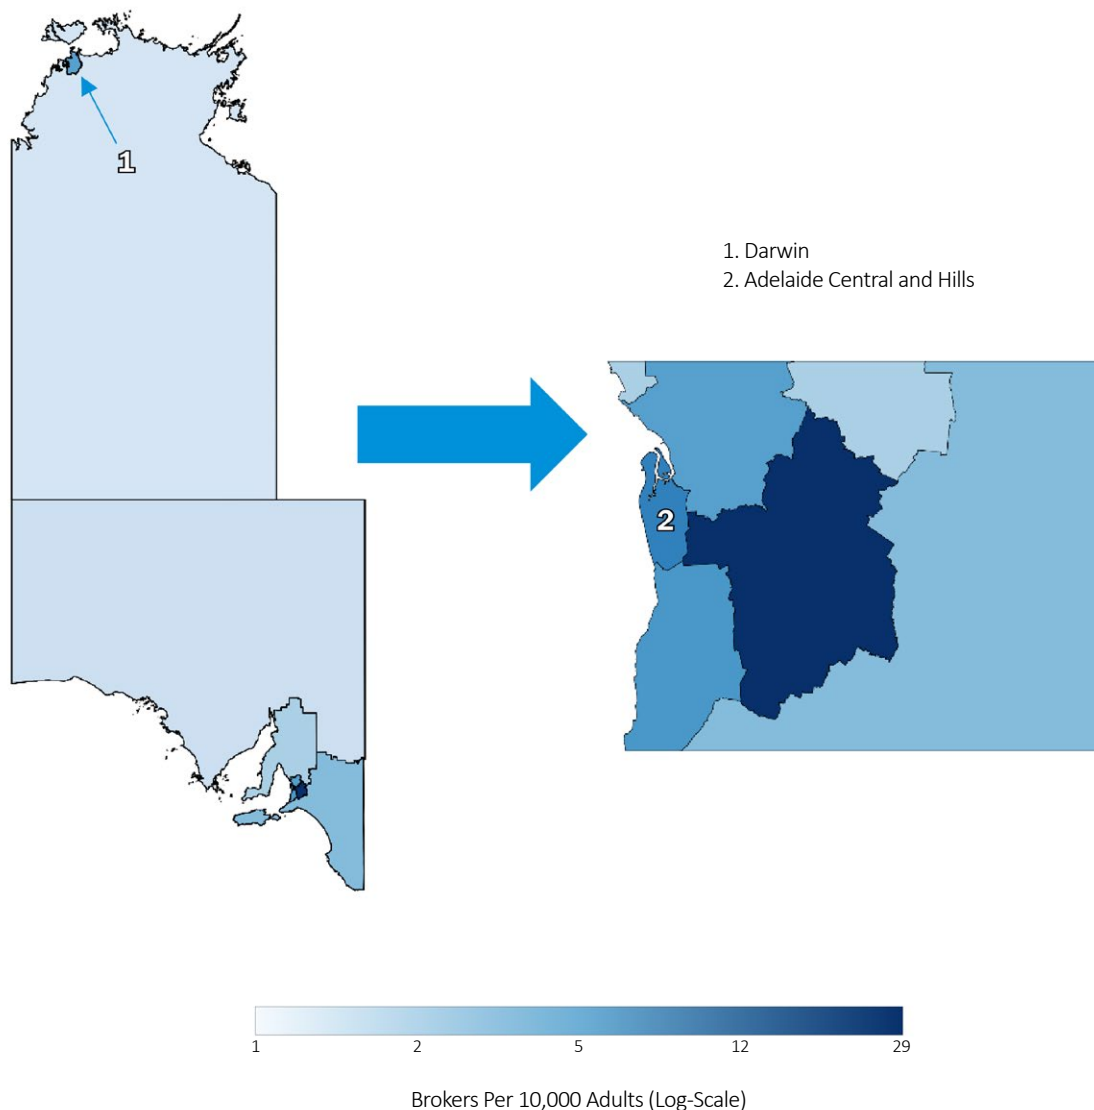 1
1. Darwin
2. Adelaide Central and Hills
2
1 2 5 12 29
Brokers Per 10,000 Adults (Log-Scale)